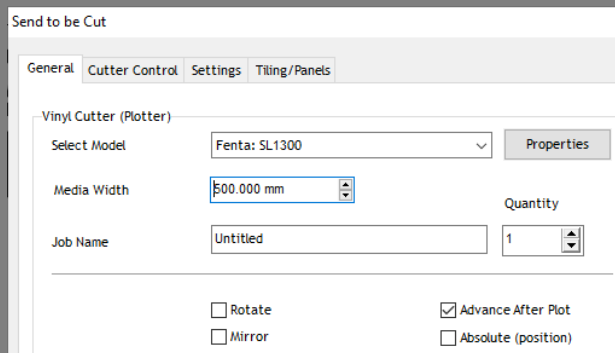 Send to be Cut
General Cutter Control Settings Tiling/Panels
Vinyl Cutter (Plotter)
Select Model Fenta: SL1300 Properties
Media Width 600.000 mm
Quantity
Job Name Untitled 1
Rotate Advance After Plot
Mirror Absolute (position)